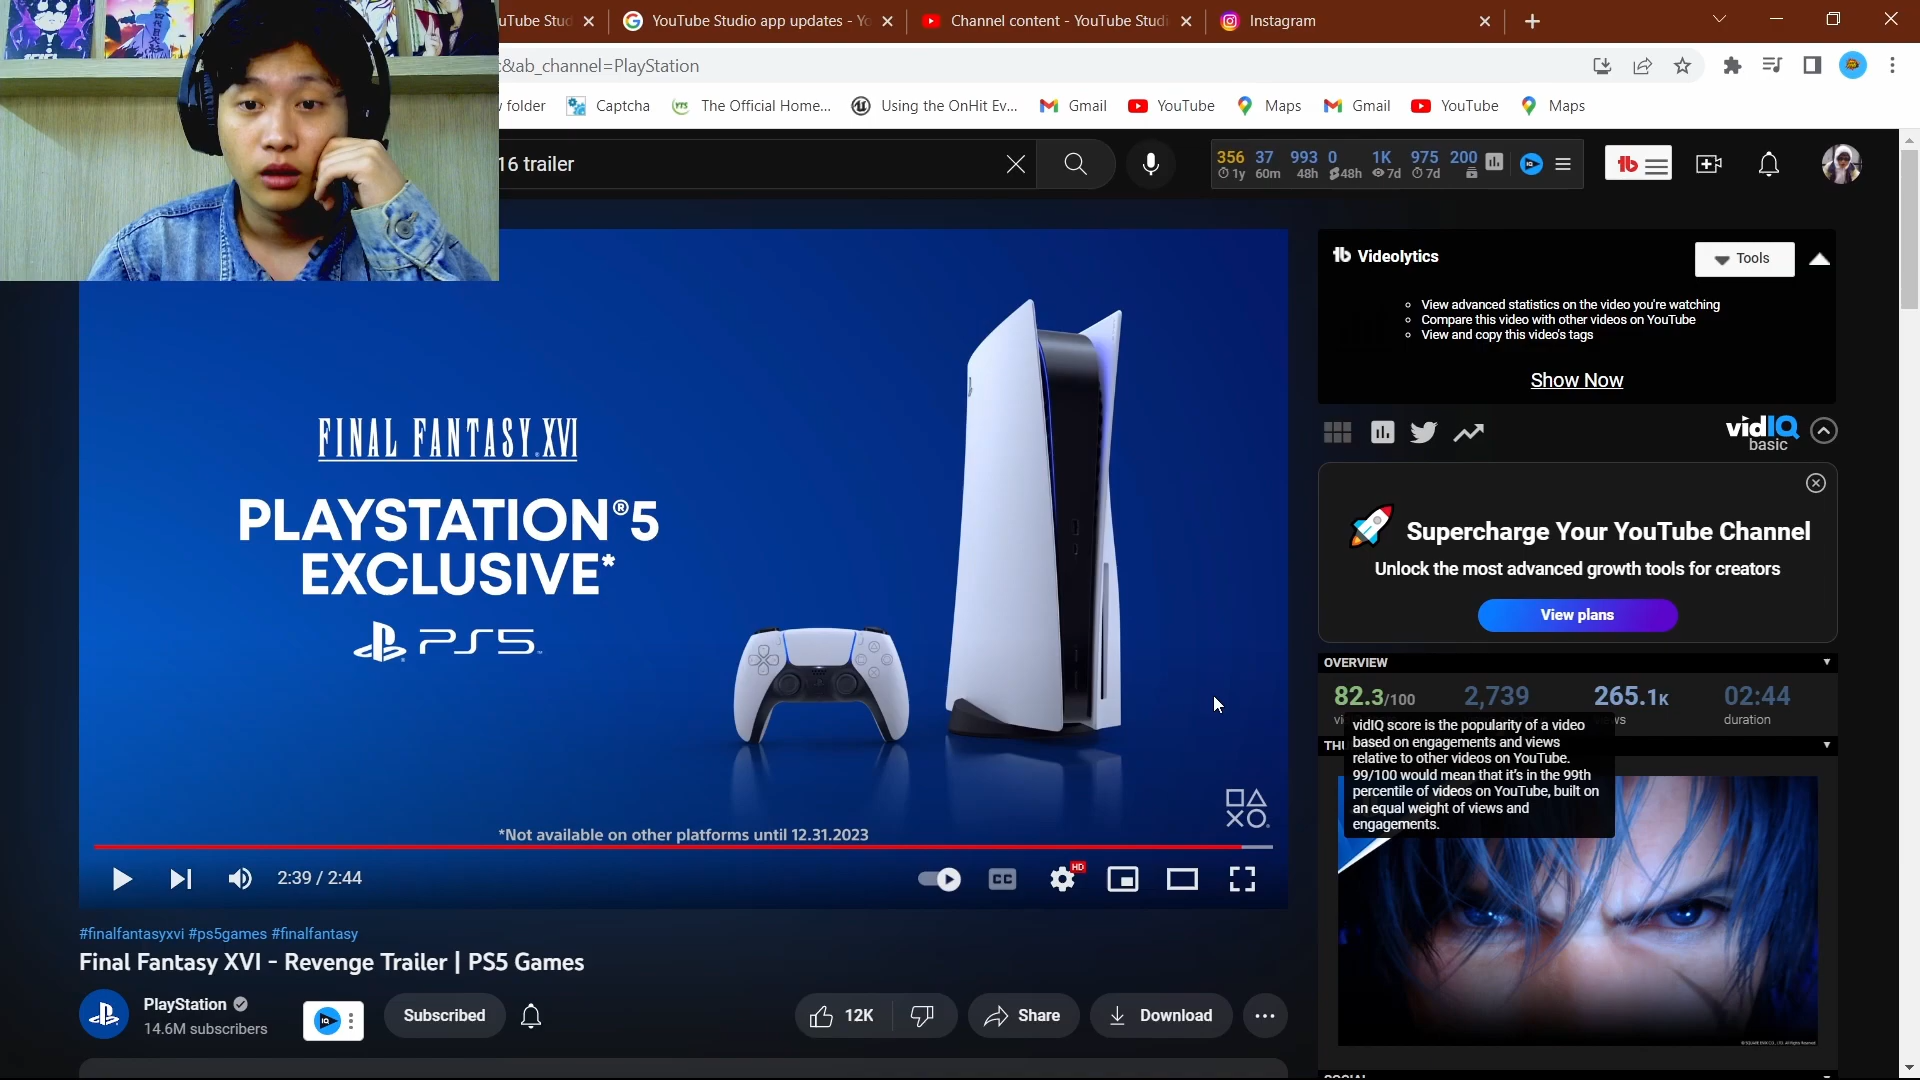 uTube Stud
YouTube Studio app updates - Yo
Channel content - YouTube Studi
Instagram
c&ab_channel=PlayStation
folder
Captcha
The Official Home...
Using the OnHit Ev...
Gmail
YouTube
Maps
Gmail
YouTube
Maps
16 trailer
356 37 993 0 1K 975 200
1y 60m 48h 48h 7d 7d
Videolytics
Tools
View advanced statistics on the video you're watching
Compare this video with other videos on YouTube
View and copy this video's tags
Show Now
vidIQ
basic
Supercharge Your YouTube Channel
Unlock the most advanced growth tools for creators
View plans
OVERVIEW
82.3/100 2,739 265.1K 02:44
duration
vidIQ score is the popularity of a video
based on engagements and views
relative to other videos on YouTube.
99/100 would mean that it's in the 99th
percentile of videos on YouTube, built on
an equal weight of views and
engagements.
FINAL FANTASY XVI
PLAYSTATION®5
EXCLUSIVE*
PS5
*Not available on other platforms until 12.31.2023
2:39 / 2:44
CC
HD
#finalfantasyxvi #ps5games #finalfantasy
Final Fantasy XVI - Revenge Trailer | PS5 Games
PlayStation
14.6M subscribers
Subscribed
12K
Share
Download